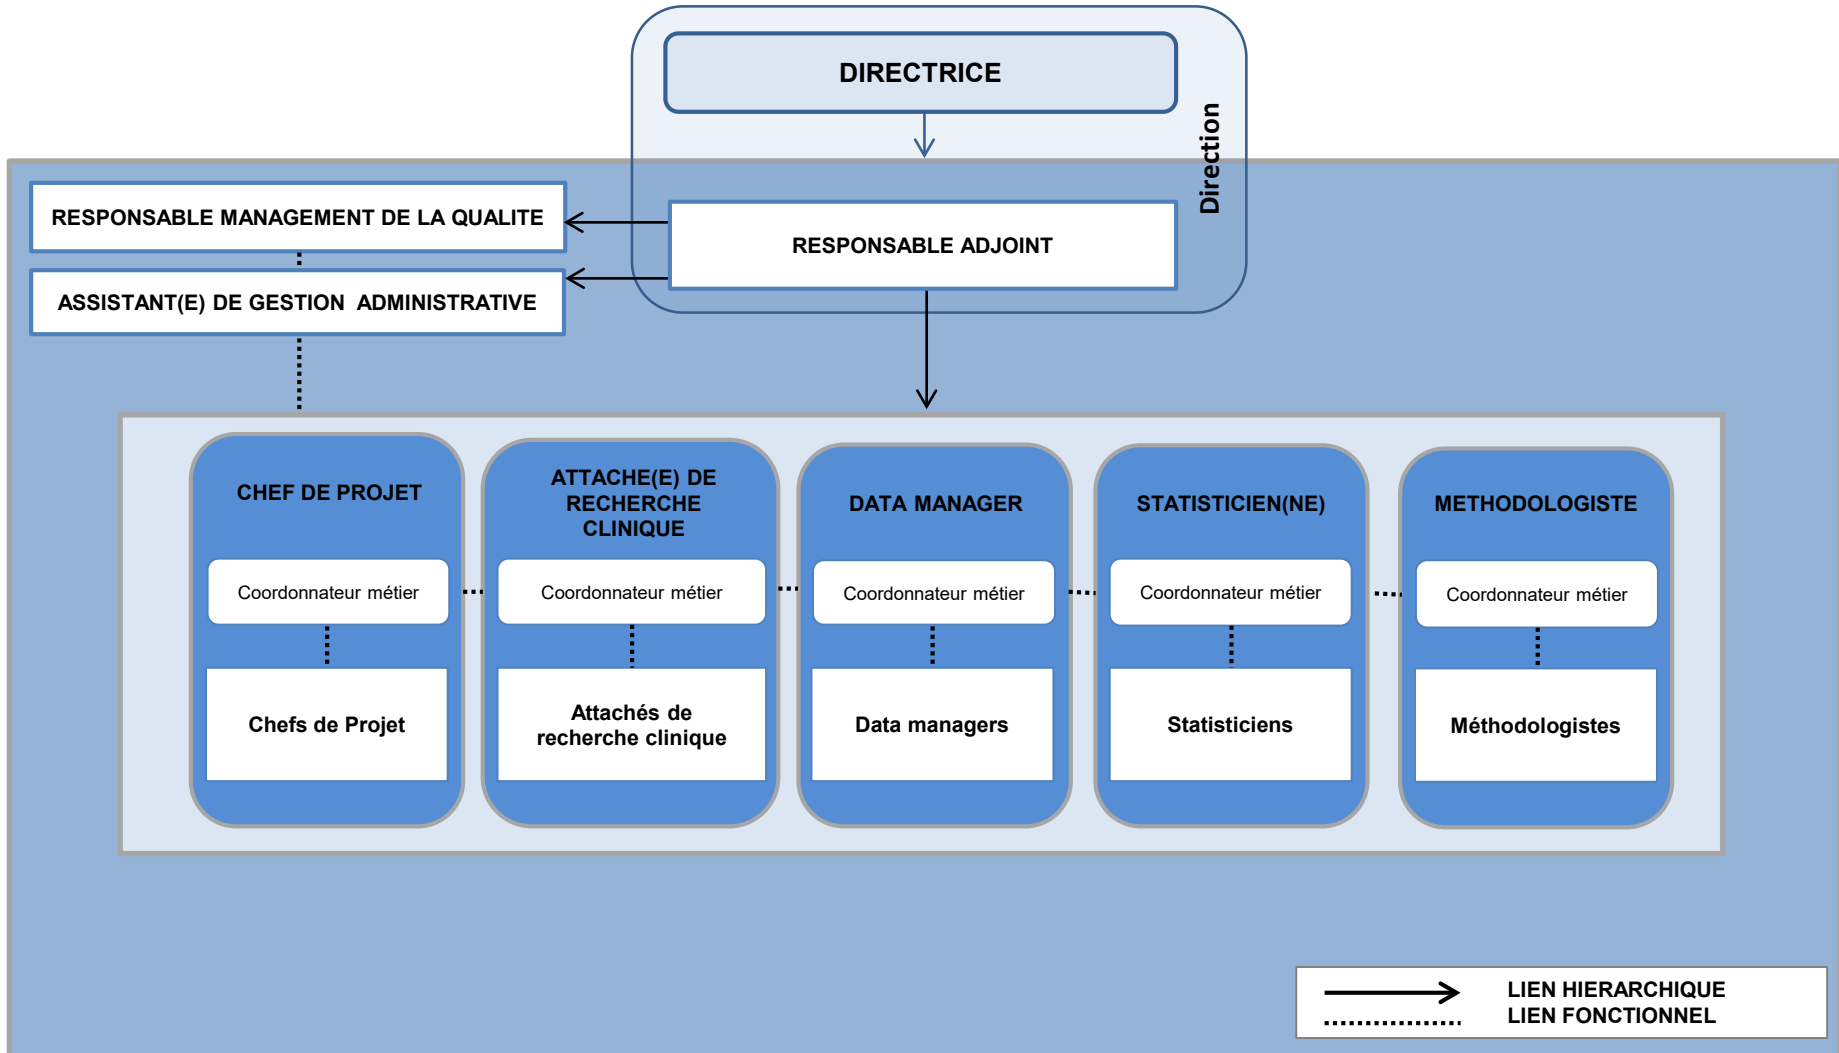 DIRECTRICE
Direction
RESPONSABLE MANAGEMENT DE LA QUALITE
RESPONSABLE ADJOINT
ASSISTANT(E) DE GESTION ADMINISTRATIVE
CHEF DE PROJET
Coordonnateur métier
Chefs de Projet
ATTACHE(E) DE
RECHERCHE
CLINIQUE
Coordonnateur métier
Attachés de
recherche clinique
DATA MANAGER
Coordonnateur métier
Data managers
STATISTICIEN(NE)
Coordonnateur métier
Statisticiens
METHODOLOGISTE
Coordonnateur métier
Méthodologistes
LIEN HIERARCHIQUE
LIEN FONCTIONNEL